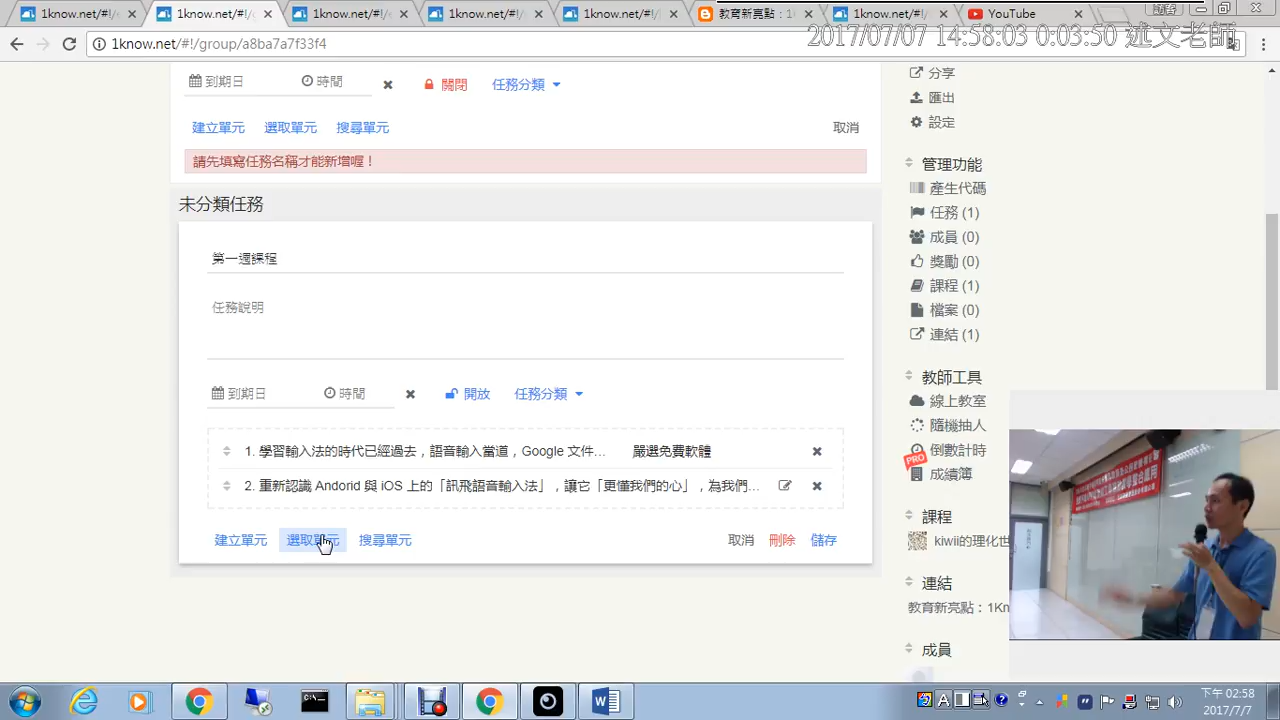 1know.net/#!/g
1know.net/#!/g
1know.net/#!/s
1know.net/#!/g
1know.net/#!/g
教育新亮點：1
1know.net/#!/g
YouTube
訪客
1know.net/#!/group/a8ba7a7f33f4
2017/07/07 14:58:03 0:03:50 述文老師
到期日
時間
關閉
任務分類
建立單元
選取單元
搜尋單元
取消
請先填寫任務名稱才能新增喔！
未分類任務
第一週課程
任務說明
到期日
時間
開放
任務分類
1. 學習輸入法的時代已經過去，語音輸入當道，Google 文件...
嚴選免費軟體
2. 重新認識 Andorid 與 iOS 上的「訊飛語音輸入法」，讓它「更懂我們的心」，為我們...
建立單元
選取單元
搜尋單元
取消
刪除
儲存
分享
匯出
設定
管理功能
產生代碼
任務 (1)
成員 (0)
獎勵 (0)
課程 (1)
檔案 (0)
連結 (1)
教師工具
線上教室
隨機抽人
倒數計時
PRO
成績簿
課程
kiwii的理化世
連結
教育新亮點：1Kn
成員
下午 02:58
2017/7/7